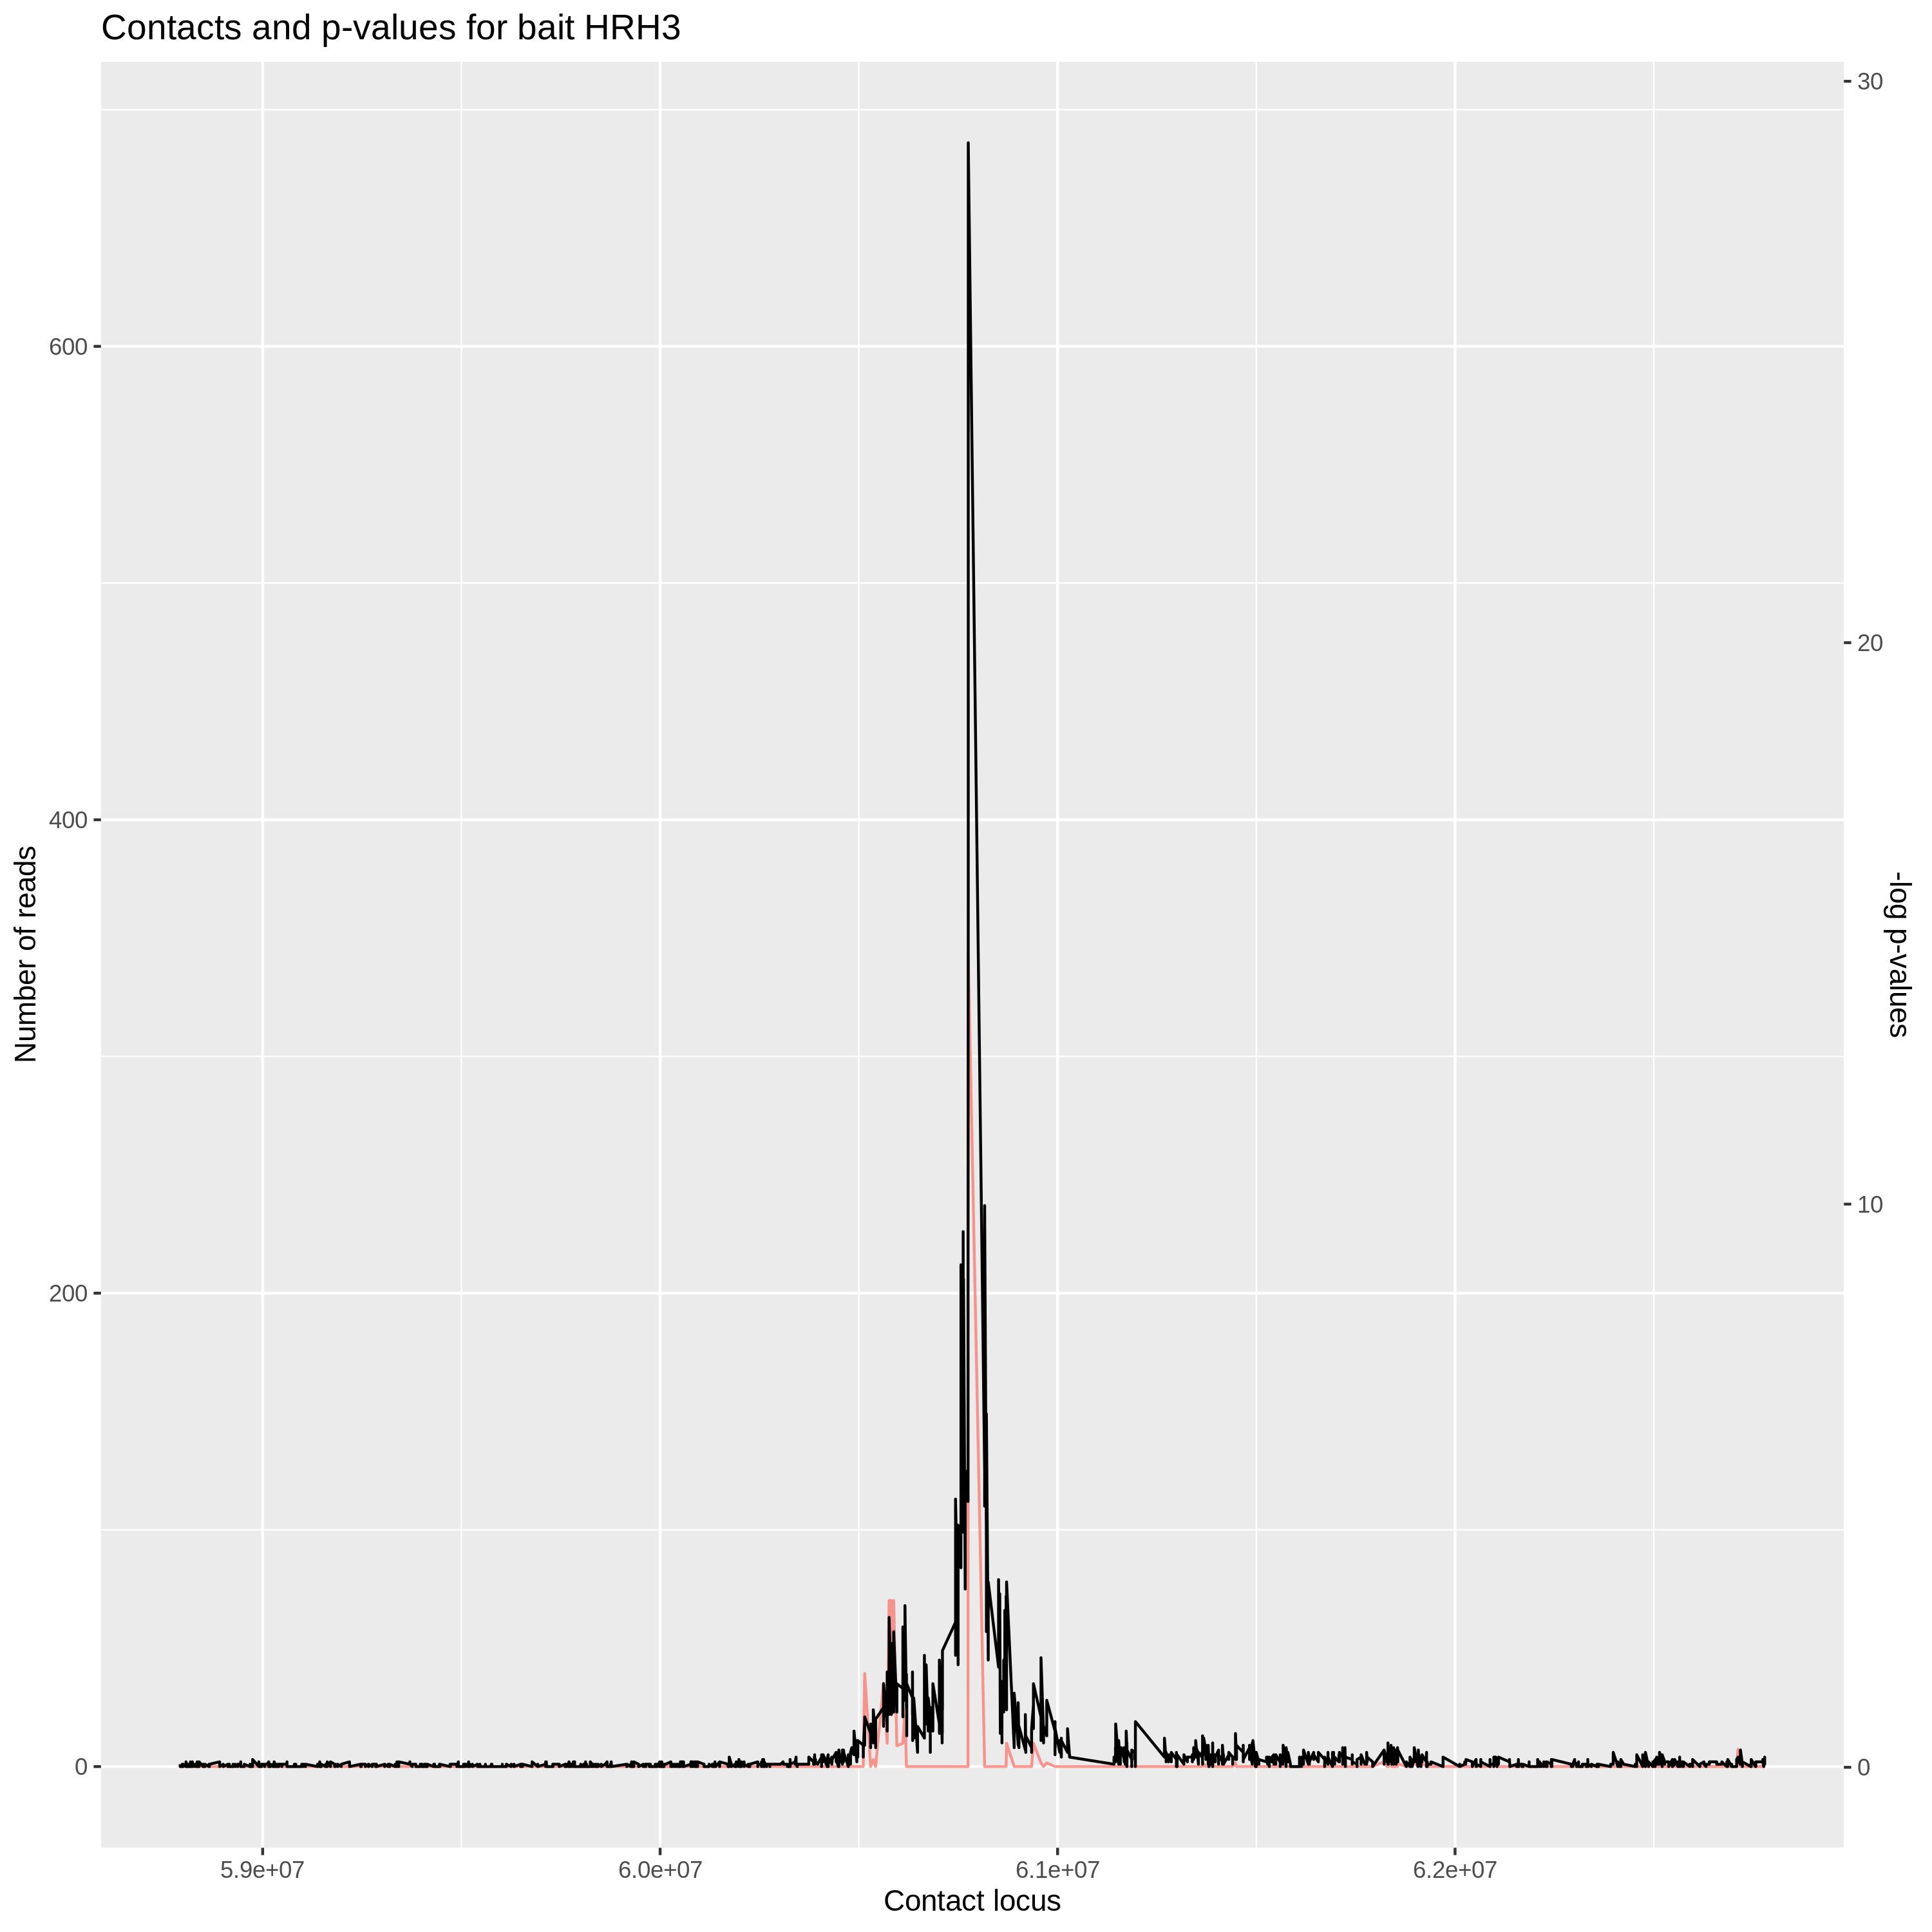 Contacts and p-values for bait HRH3
30
600
20
400
Number of reads
-log p-values
10
200
0
0
5.9e+07
6.0e+07
6.1e+07
6.2e+07
Contact locus